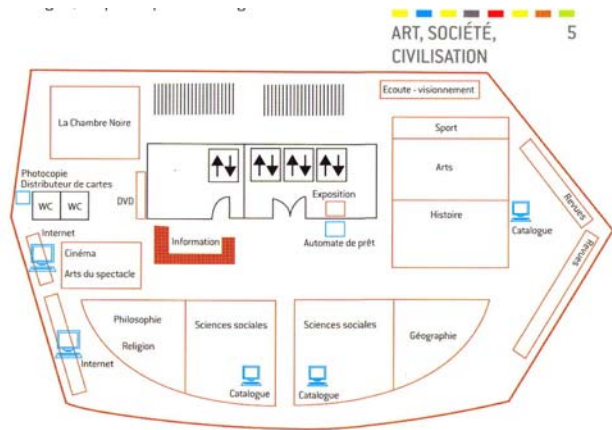 ART, SOCIÉTÉ, 5
CIVILISATION
Ecoute - visionnement
La Chambre Noire
Sport
Arts
Histoire
Photocopie
Distributeur de cartes
WC WC
DVD
Exposition
Automate de prêt
Information
Catalogue
Revues
Revues
Internet
Cinéma
Arts du spectacle
Philosophie
Religion
Sciences sociales
Catalogue
Sciences sociales
Catalogue
Géographie
Internet